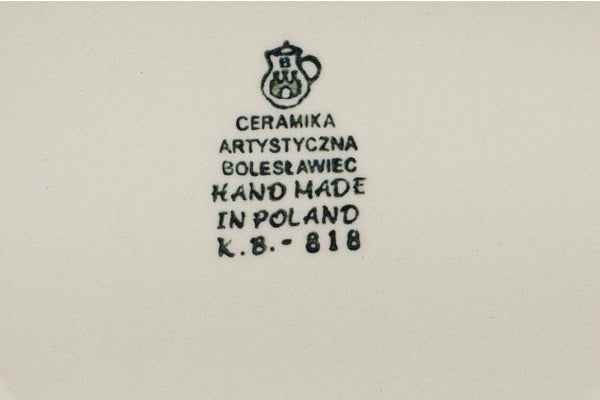 B
CERAMIKA
ARTYSTYCZNA
BOLESŁAWIEC
HAND MADE
IN POLAND
K.B.-818